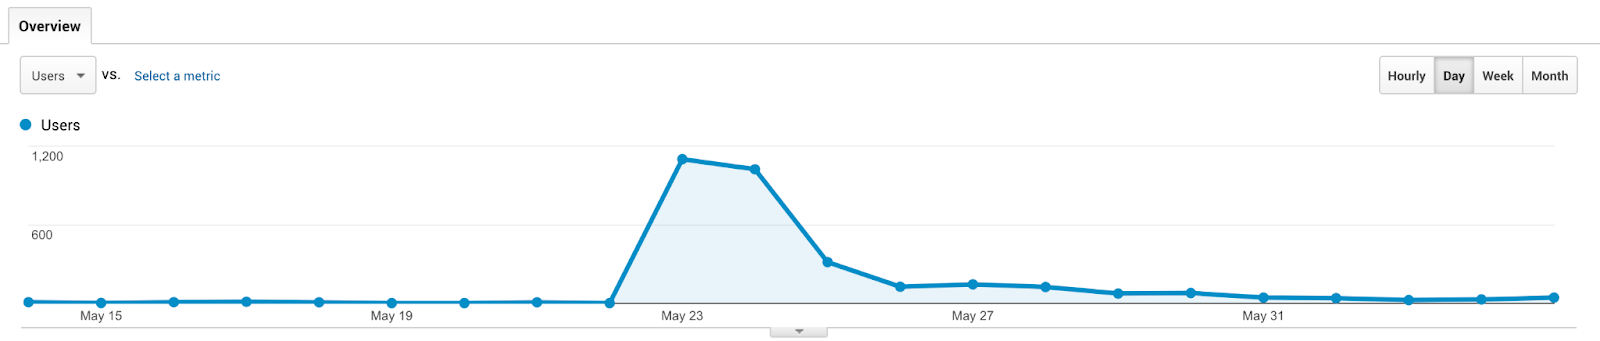 Overview
Users vs. Select a metric Hourly Day Week Month
Users
1,200
600
May 15 May 19 May 23 May 27 May 31